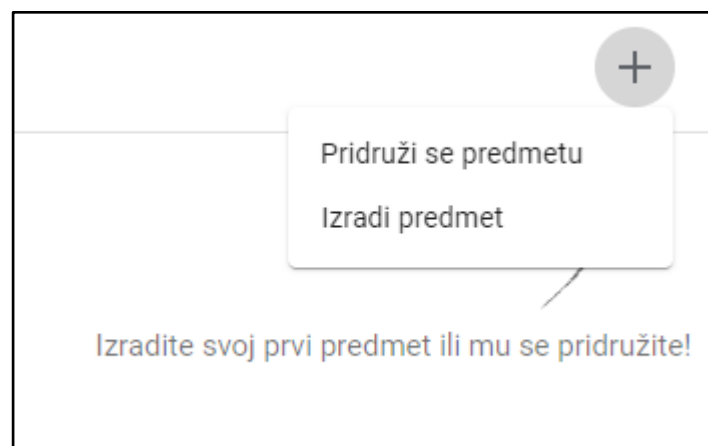 Pridruži se predmetu
Izradi predmet
Izradite svoj prvi predmet ili mu se pridružite!